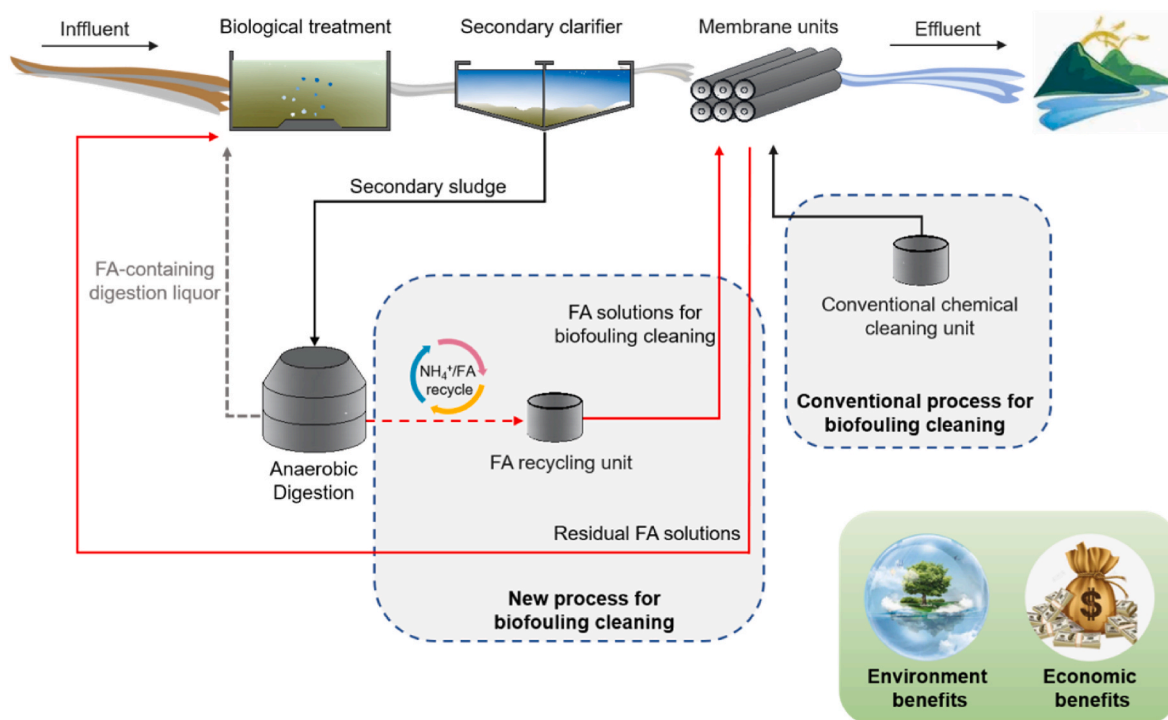 Inffluent
Biological treatment
Secondary clarifier
Membrane units
Effluent
Secondary sludge
FA-containing
digestion liquor
FA solutions for
biofouling cleaning
Conventional chemical
cleaning unit
NH₄⁺/FA
recycle
Conventional process for
biofouling cleaning
Anaerobic
Digestion
FA recycling unit
Residual FA solutions
New process for
biofouling cleaning
$
Environment
benefits
Economic
benefits